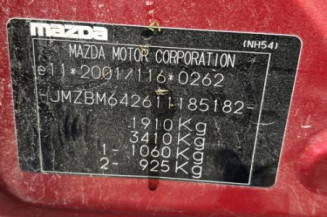 mazda
(NH54)
MAZDA MOTOR CORPORATION
e11*2001/116*0262
-JMZBM642611185182-
1910Kg
3410Kg
1- 1060Kg
2- 925Kg